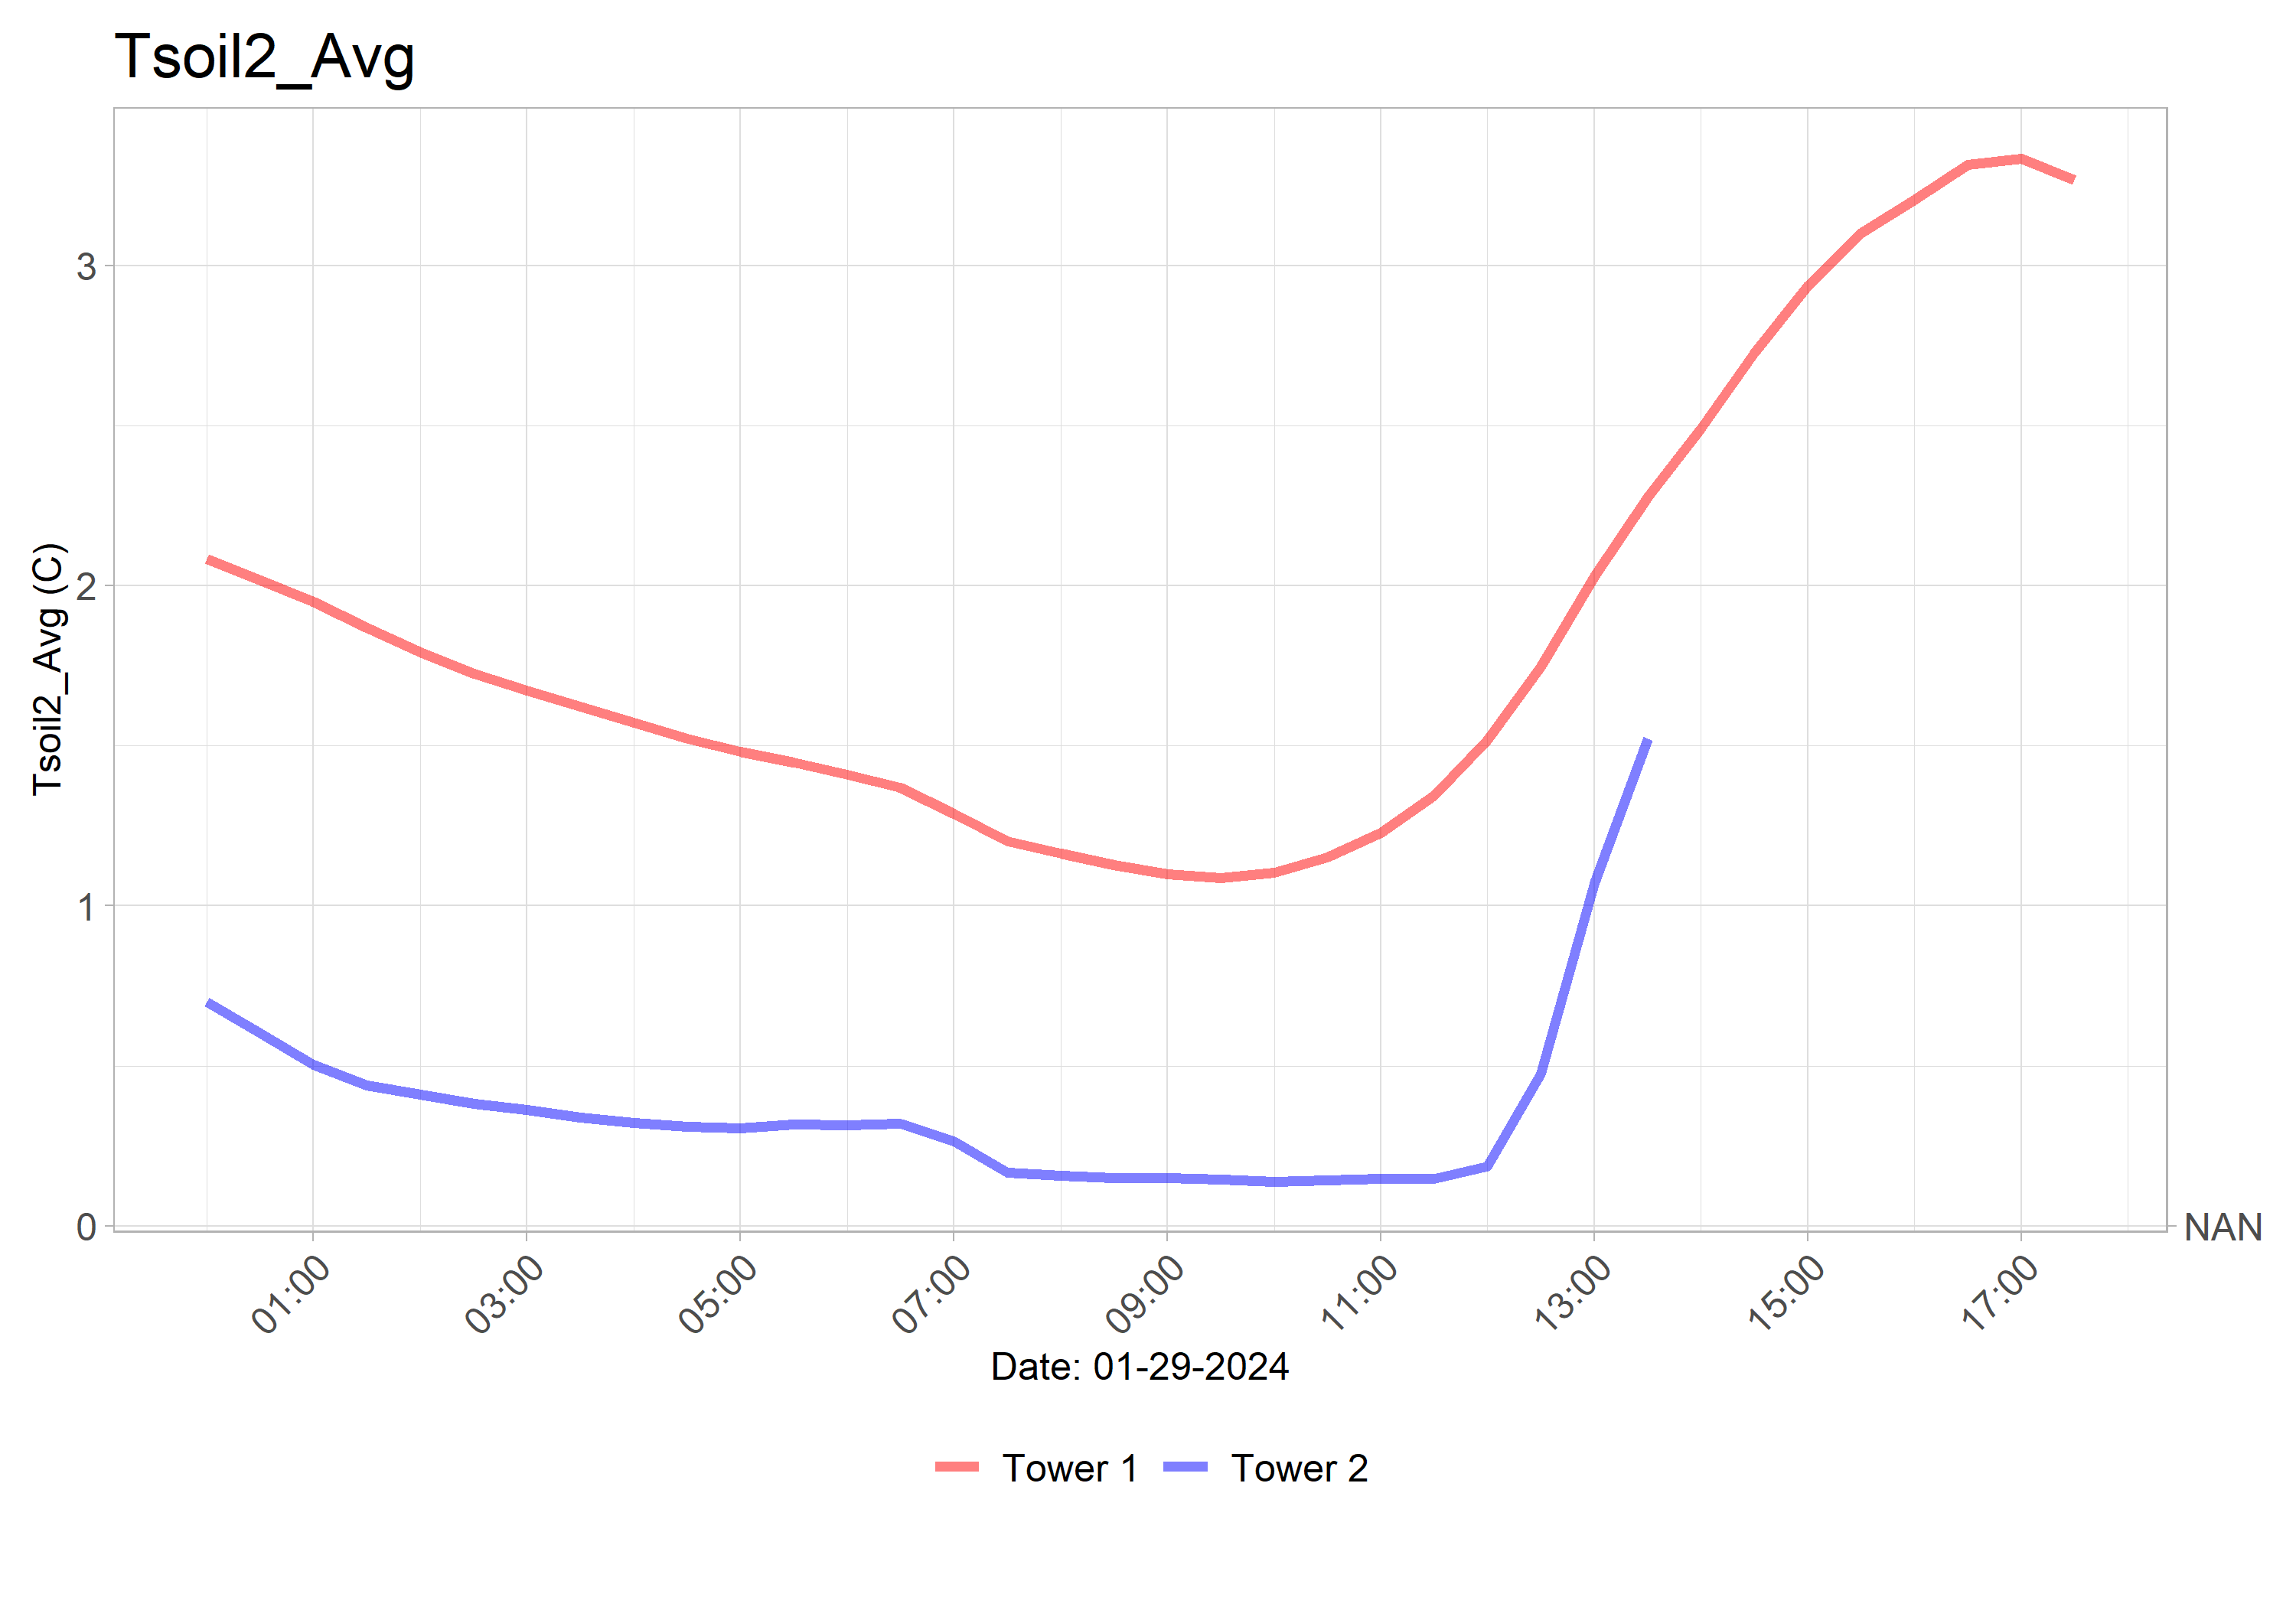 Tsoil2_Avg
Tsoil2_Avg (C)
3
2
1
0
NAN
01:00 03:00 05:00 07:00 09:00 11:00 13:00 15:00 17:00
Date: 01-29-2024
Tower 1 Tower 2